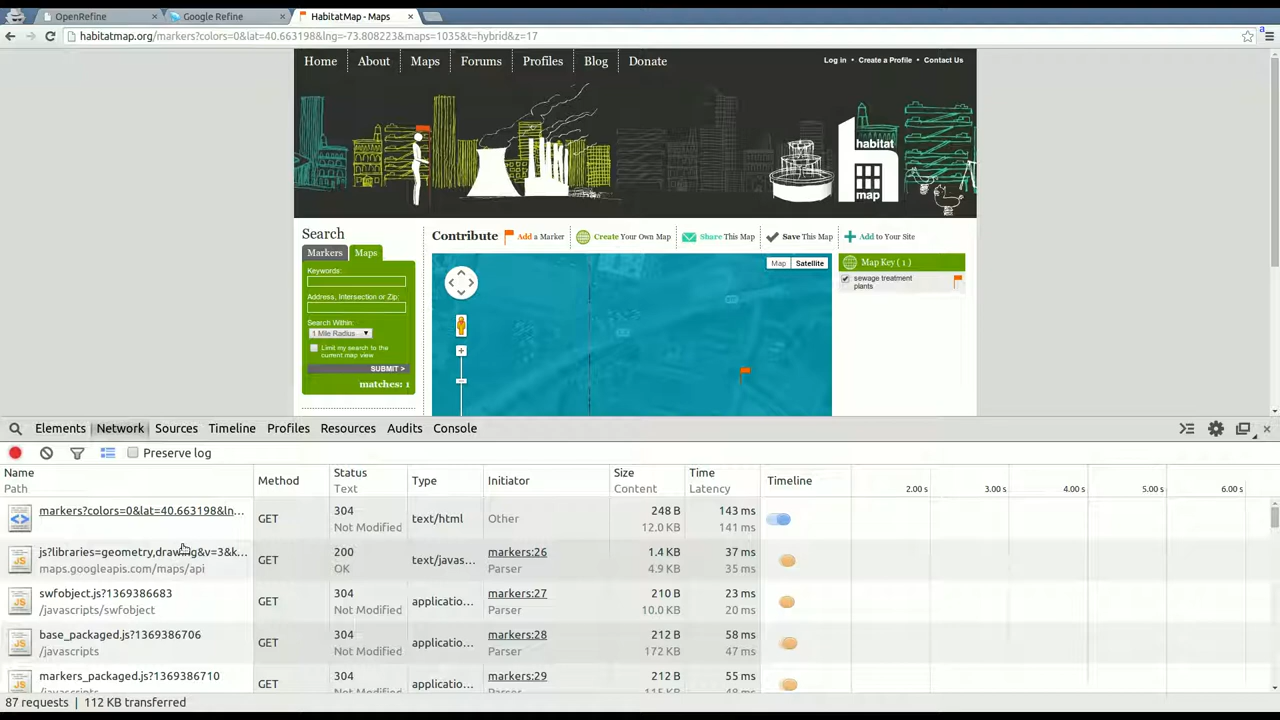 OpenRefine
Google Refine
HabitatMap - Maps
habitatmap.org/markers?colors=0&lat=40.663198&lng=-73.808223&maps=1035&t=hybrid&z=17
Home
About
Maps
Forums
Profiles
Blog
Donate
Log in • Create a Profile • Contact Us
habitat
map
Search
Markers
Maps
Keywords:
Address, Intersection or Zip:
Search Within:
1 Mile Radius
Limit my search to the
current map view
SUBMIT >
matches: 1
Contribute
Add a Marker
Create Your Own Map
Share This Map
Save This Map
Add to Your Site
Map
Satellite
Map Key ( 1 )
sewage treatment
plants
Elements
Network
Sources
Timeline
Profiles
Resources
Audits
Console
Preserve log
Name
Path
Method
Status
Text
Type
Initiator
Size
Content
Time
Latency
Timeline
2.00 s
3.00 s
4.00 s
5.00 s
6.00 s
markers?colors=0&lat=40.663198&ln...
GET
304
Not Modified
text/html
Other
248 B
12.0 KB
143 ms
141 ms
js?libraries=geometry,drawing&v=3&k...
maps.googleapis.com/maps/api
GET
200
OK
text/javas...
markers:26
Parser
1.4 KB
4.9 KB
37 ms
35 ms
swfobject.js?1369386683
/javascripts/swfobject
GET
304
Not Modified
applicatio...
markers:27
Parser
210 B
10.0 KB
23 ms
20 ms
base_packaged.js?1369386706
/javascripts
GET
304
Not Modified
applicatio...
markers:28
Parser
212 B
172 KB
58 ms
47 ms
markers_packaged.js?1369386710
/javascripts
GET
304
Not Modified
applicatio...
markers:29
Parser
212 B
115 KB
55 ms
48 ms
87 requests | 112 KB transferred